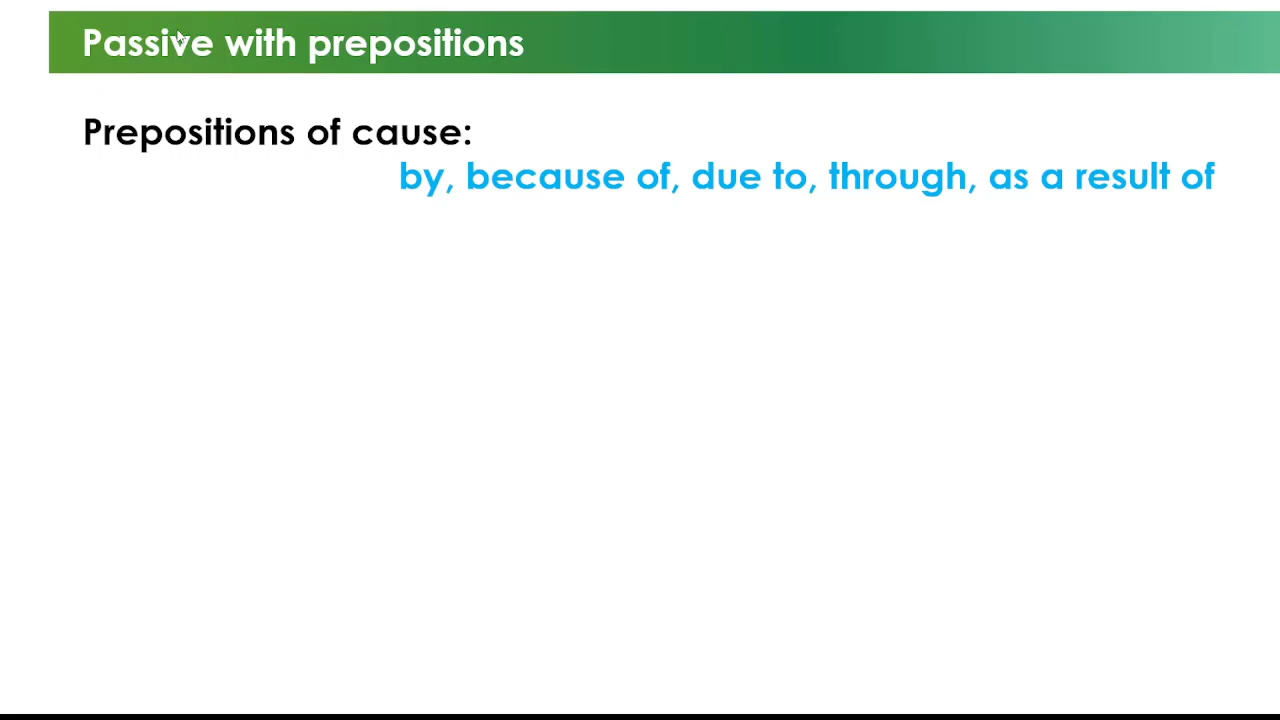 Passive with prepositions
Prepositions of cause:
by, because of, due to, through, as a result of